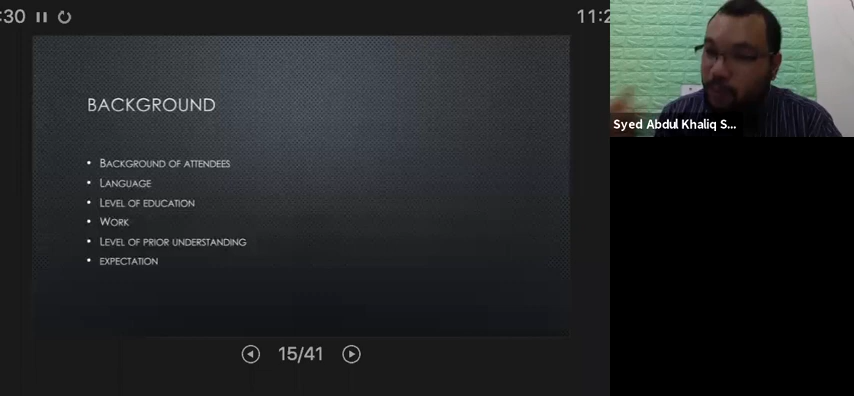 :30
11:2
BACKGROUND
• BACKGROUND OF ATTENDEES
• LANGUAGE
• LEVEL OF EDUCATION
• WORK
• LEVEL OF PRIOR UNDERSTANDING
• EXPECTATION
15/41
Syed Abdul Khaliq S...